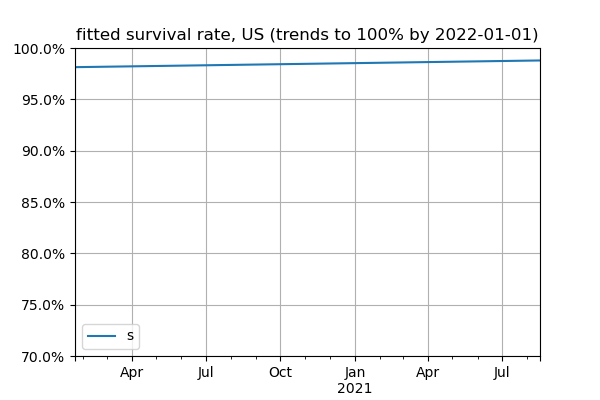 fitted survival rate, US (trends to 100% by 2022-01-01)
100.0%
95.0%
90.0%
85.0%
80.0%
75.0%
70.0%
s
Apr Jul Oct Jan Apr Jul
2021